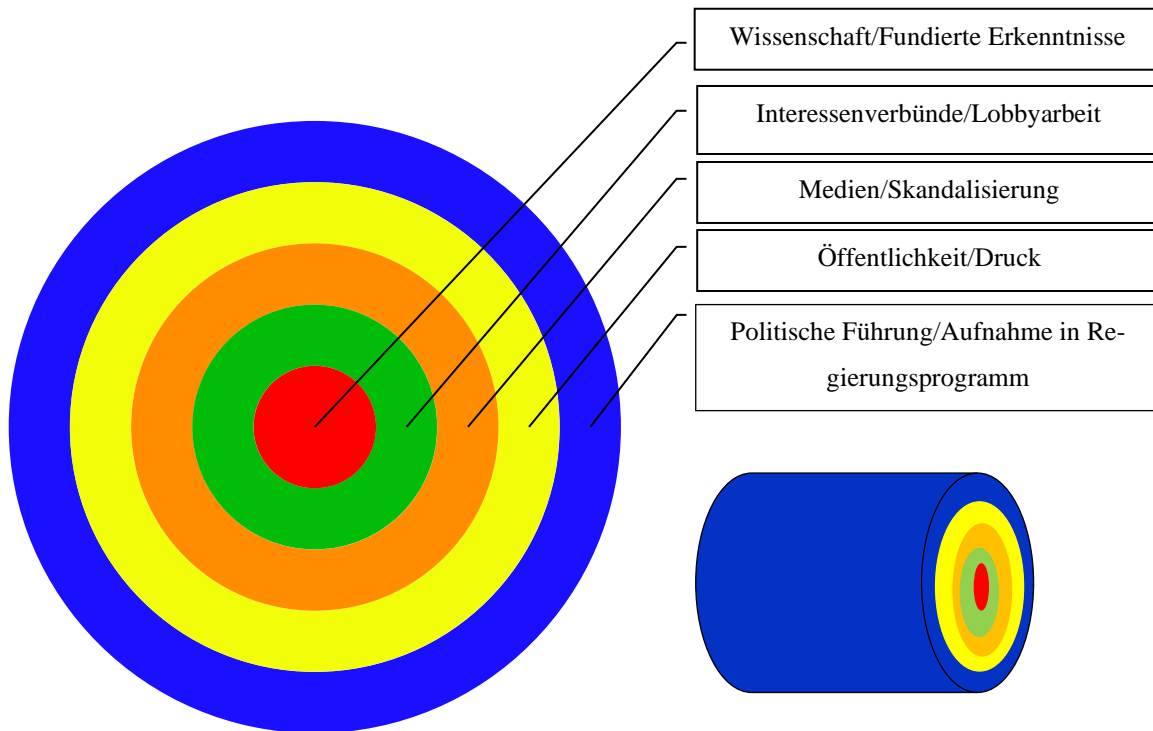 Wissenschaft/Fundierte Erkenntnisse
Interessenverbünde/Lobbyarbeit
Medien/Skandalisierung
Öffentlichkeit/Druck
Politische Führung/Aufnahme in Re-
gierungsprogramm